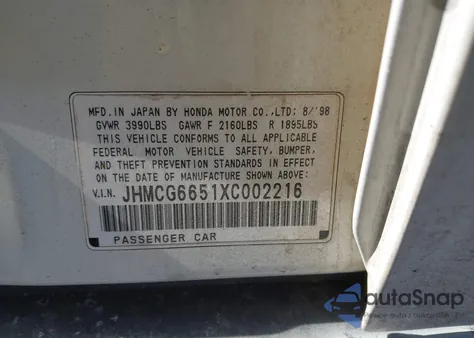 MFD.IN JAPAN BY HONDA MOTOR CO.,LTD: 8/'98
GVWR 3990LBS GAWR F 2160LBS R 1895LBS
THIS VEHICLE CONFORMS TO ALL APPLICABLE
FEDERAL MOTOR VEHICLE SAFETY, BUMPER,
AND THEFT PREVENTION STANDARDS IN EFFECT
ON THE DATE OF MANUFACTURE SHOWN ABOVE.
V.I.N. JHMCG6651XC002216
PASSENGER CAR
autoSnap